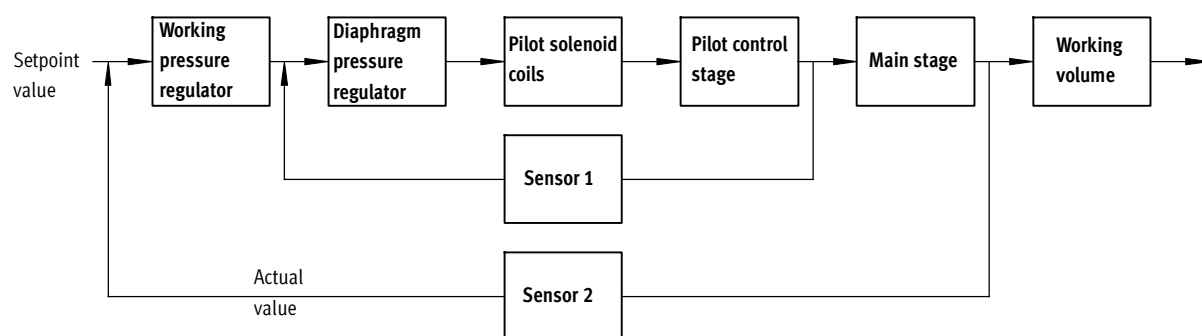 Setpoint
value
Working
pressure
regulator
Diaphragm
pressure
regulator
Pilot solenoid
coils
Pilot control
stage
Main stage
Working
volume
Sensor 1
Actual
value
Sensor 2